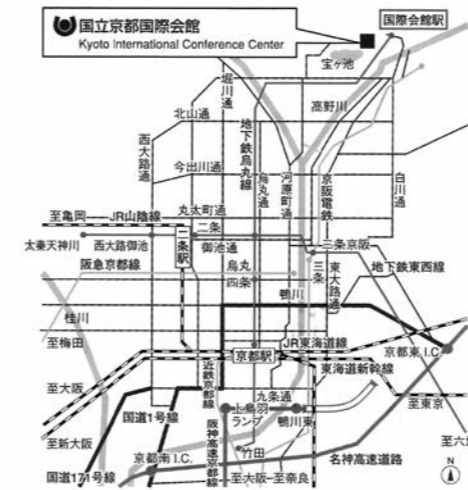 国立京都国際会館
Kyoto International Conference Center
国際会館駅
宝ヶ池
堀川通
高野川
北山通
西大路通
地下鉄烏丸線
烏丸通
河原町通
京阪電鉄
白川通
今出川通
丸太町通
至亀岡
JR山陰線
二条
太秦天神川
西大路御池
二条駅
御池通
三条京阪
阪急京都線
烏丸
四条
三条
鴨川
東大路通
地下鉄東西線
桂川
至梅田
JR東海道線
京都駅
京都東I.C.
近鉄京都線
東海道新幹線
至大阪
九条通
国道1号線
上鳥羽
ランプ
鴨川東
至東京
至新大阪
阪神高速京都線
京都南I.C.
竹田
名神高速道路
国道171号線
至大阪
至奈良
至六地
N